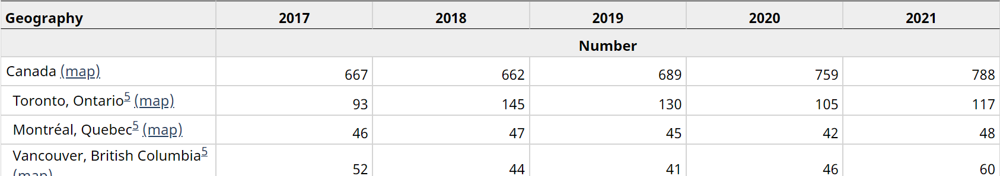 Geography 2017 2018 2019 2020 2021
Number
Canada (map) 667 662 689 759 788
Toronto, Ontario5 (map) 93 145 130 105 117
Montréal, Quebec5 (map) 46 47 45 42 48
Vancouver, British Columbia5 52 44 41 46 60
(map)